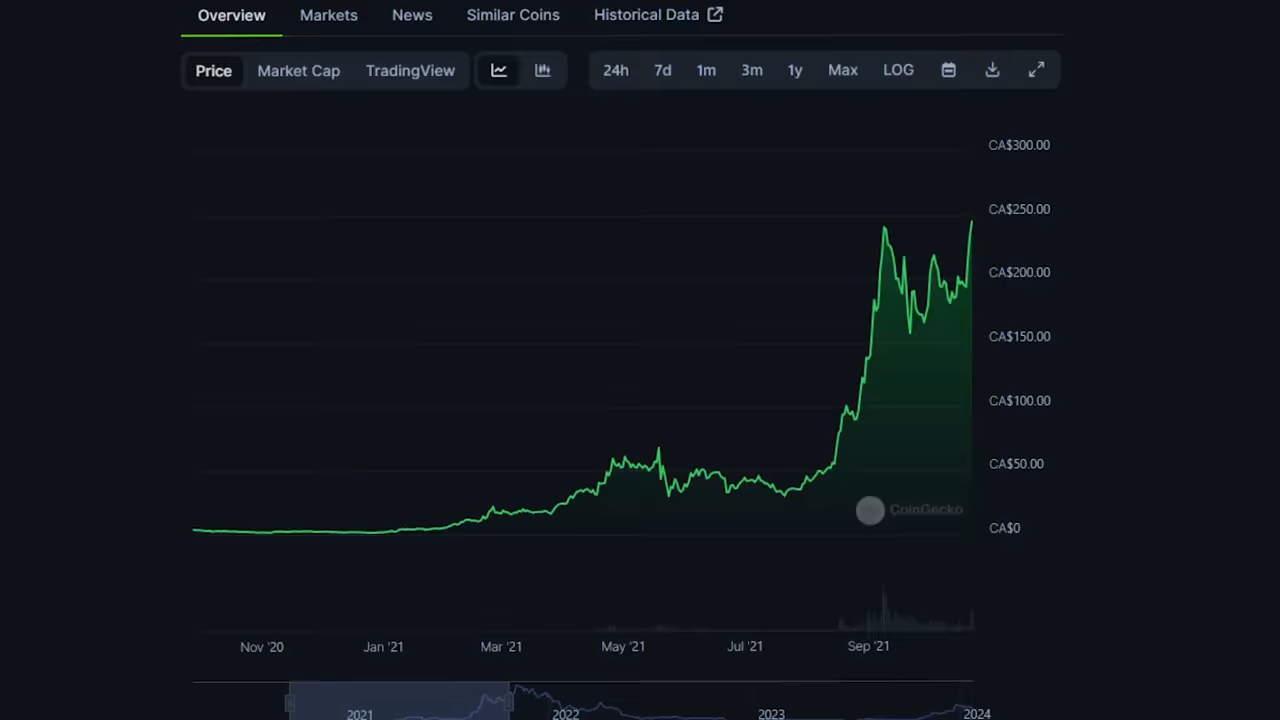 Overview Markets News Similar Coins Historical Data
Price Market Cap TradingView 24h 7d 1m 3m 1y Max LOG
CA$300.00
CA$250.00
CA$200.00
CA$150.00
CA$100.00
CA$50.00
CoinGecko
CA$0
Nov '20 Jan '21 Mar '21 May '21 Jul '21 Sep '21
2021 2022 2023 2024